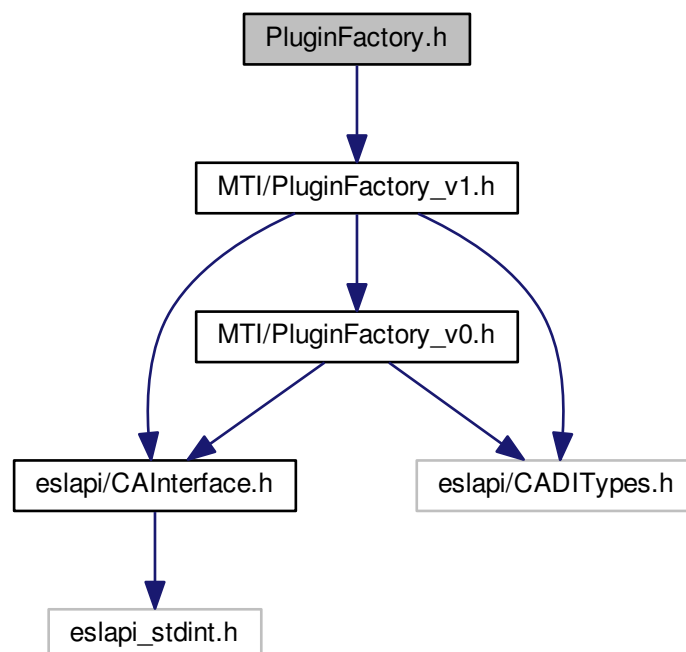 PluginFactory.h
MTI/PluginFactory_v1.h
MTI/PluginFactory_v0.h
eslapi/CAInterface.h
eslapi/CADITypes.h
eslapi_stdint.h